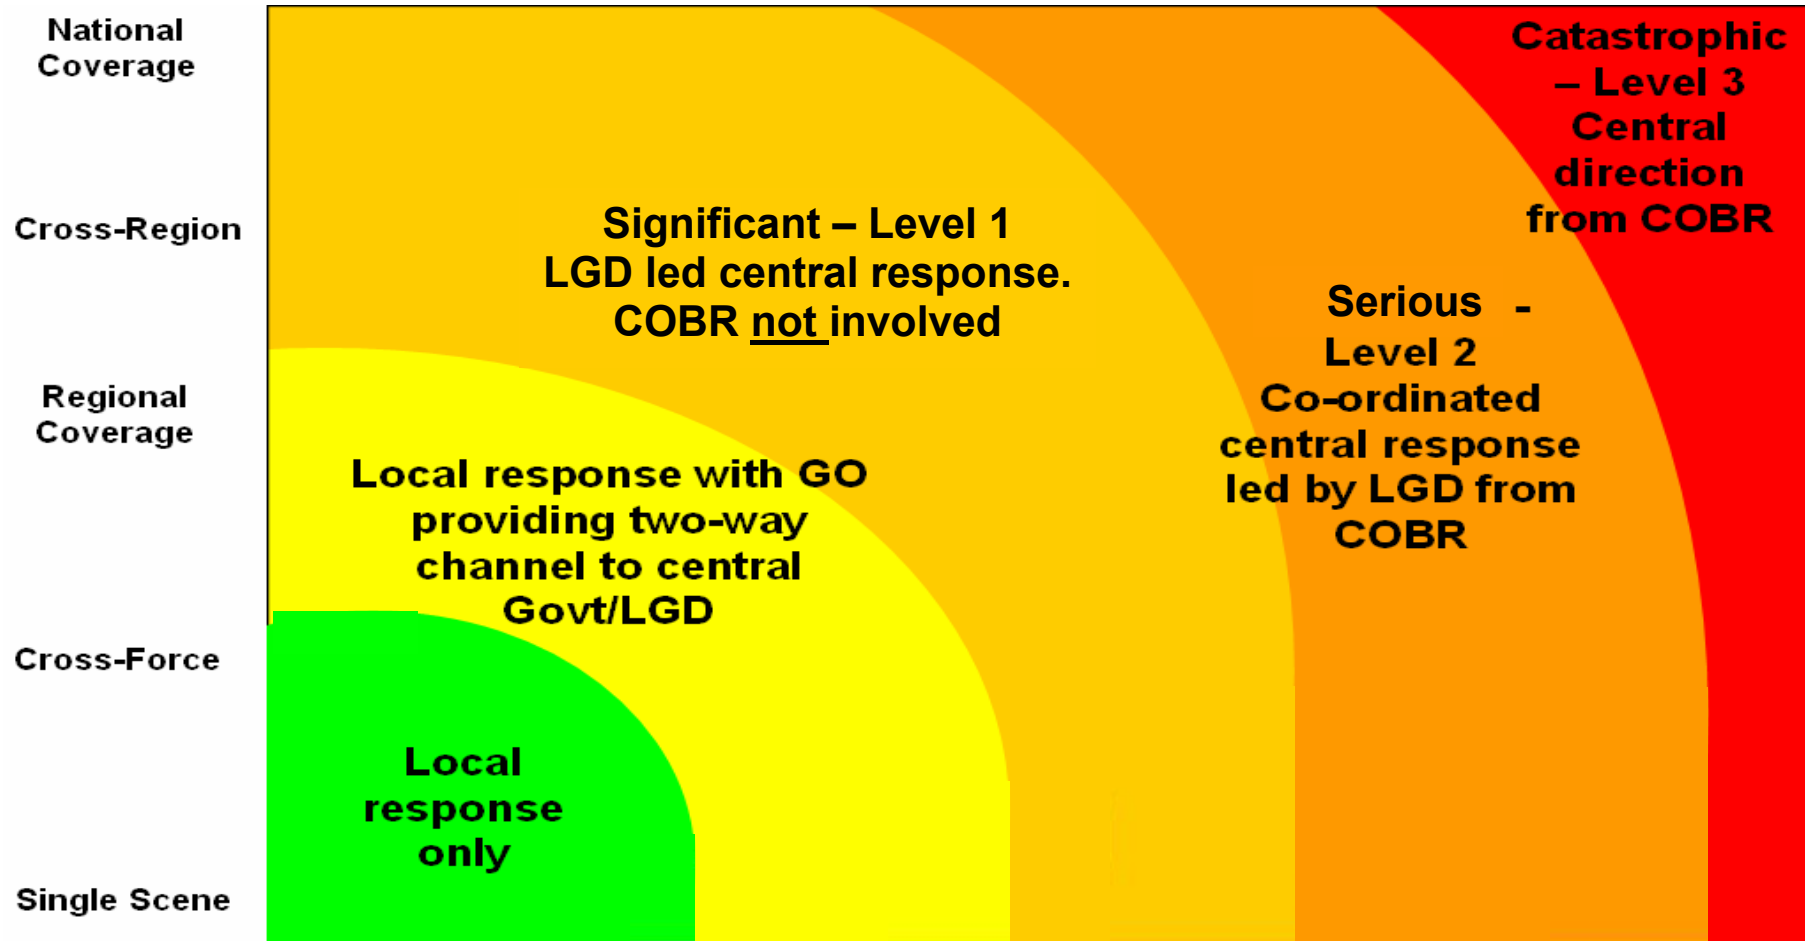 National
Coverage
Cross-Region
Regional
Coverage
Cross-Force
Single Scene
Catastrophic
– Level 3
Central
direction
from COBR
Significant – Level 1
LGD led central response.
COBR not involved
Serious -
Level 2
Co-ordinated
central response
led by LGD from
COBR
Local response with GO
providing two-way
channel to central
Govt/LGD
Local
response
only